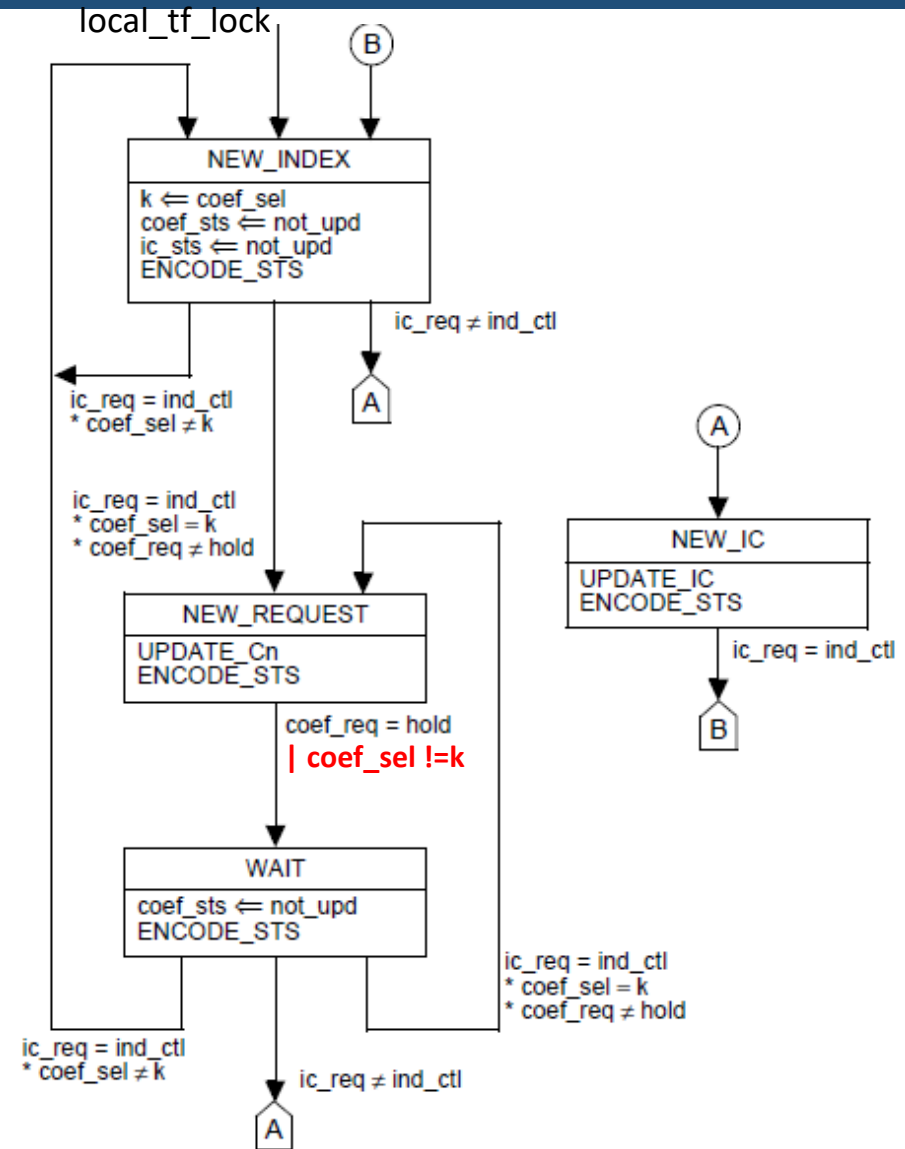 local_tf_lock
B
NEW_INDEX
k ⇐ coef_sel
coef_sts ⇐ not_upd
ic_sts ⇐ not_upd
ENCODE_STS
ic_req ≠ ind_ctl
A
ic_req = ind_ctl
* coef_sel ≠ k
ic_req = ind_ctl
* coef_sel = k
* coef_req ≠ hold
NEW_REQUEST
UPDATE_Cn
ENCODE_STS
coef_req = hold
| coef_sel !=k
WAIT
coef_sts ⇐ not_upd
ENCODE_STS
ic_req = ind_ctl
* coef_sel = k
* coef_req ≠ hold
ic_req = ind_ctl
* coef_sel ≠ k
ic_req ≠ ind_ctl
A
A
NEW_IC
UPDATE_IC
ENCODE_STS
ic_req = ind_ctl
B